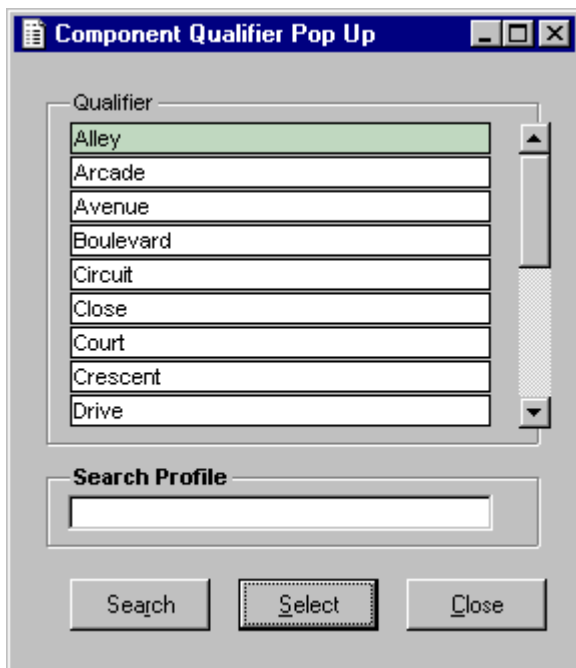 Component Qualifier Pop Up
Qualifier
Alley
Arcade
Avenue
Boulevard
Circuit
Close
Court
Crescent
Drive
Search Profile
Search Select Close